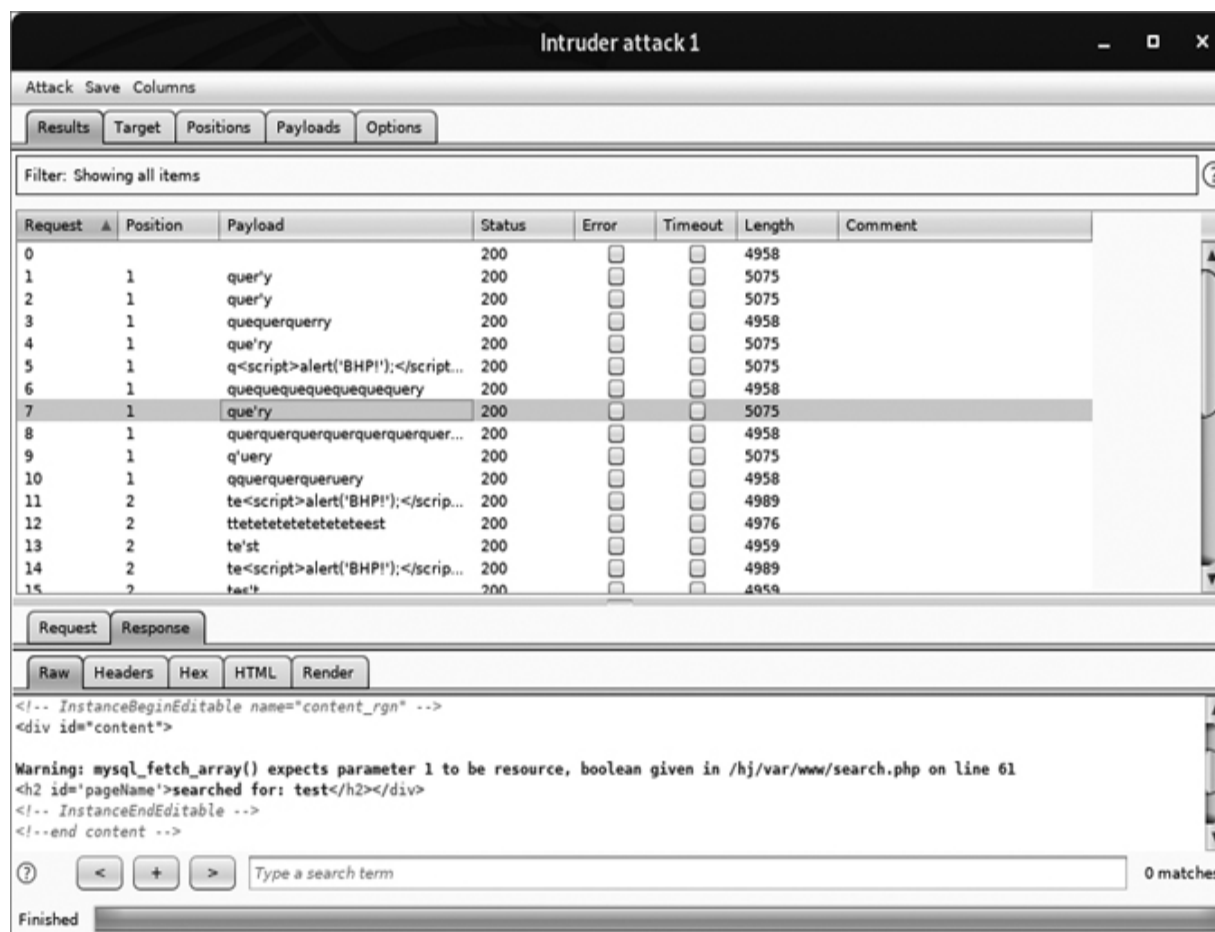 Intruder attack 1
Attack Save Columns
Results Target Positions Payloads Options
Filter: Showing all items
Request Position Payload Status Error Timeout Length Comment
0 200 4958
1 1 quer'y 200 5075
2 1 quer'y 200 5075
3 1 quequerquerry 200 4958
4 1 que'ry 200 5075
5 1 q<script>alert('BHP!');</script... 200 5075
6 1 quequequequequequequery 200 4958
7 1 que'ry 200 5075
8 1 querquerquerquerquerquerquer... 200 4958
9 1 q'uery 200 5075
10 1 qquerquerqueruery 200 4958
11 2 te<script>alert('BHP!');</scrip... 200 4989
12 2 tteteteteteteteteteest 200 4976
13 2 te'st 200 4959
14 2 te<script>alert('BHP!');</scrip... 200 4989
15 2 tes't 200 4959
Request Response
Raw Headers Hex HTML Render
<!-- InstanceBeginEditable name="content_rgn" -->
<div id="content">
Warning: mysql_fetch_array() expects parameter 1 to be resource, boolean given in /hj/var/www/search.php on line 61
<h2 id='pageName'>searched for: test</h2></div>
<!-- InstanceEndEditable -->
<!--end content -->
? < + > Type a search term 0 matches
Finished